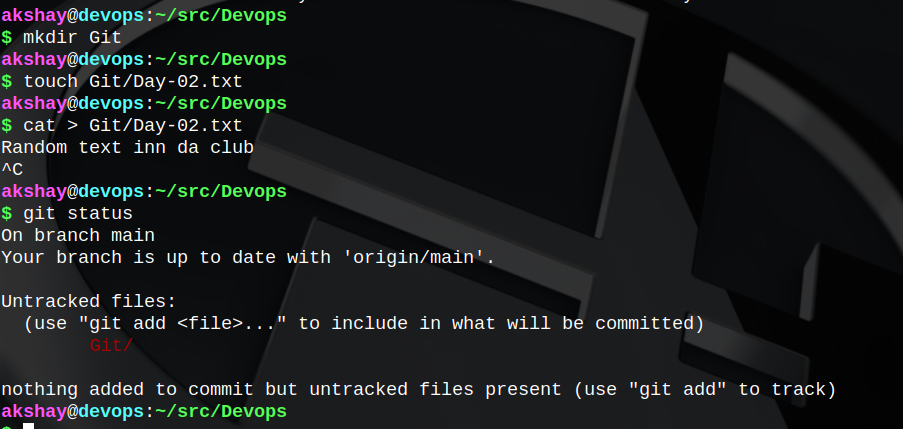 akshay@devops:~/src/Devops
$ mkdir Git
akshay@devops:~/src/Devops
$ touch Git/Day-02.txt
akshay@devops:~/src/Devops
$ cat > Git/Day-02.txt
Random text inn da club
^C
akshay@devops:~/src/Devops
$ git status
On branch main
Your branch is up to date with 'origin/main'.

Untracked files:
  (use "git add <file>..." to include in what will be committed)
        Git/

nothing added to commit but untracked files present (use "git add" to track)
akshay@devops:~/src/Devops
$